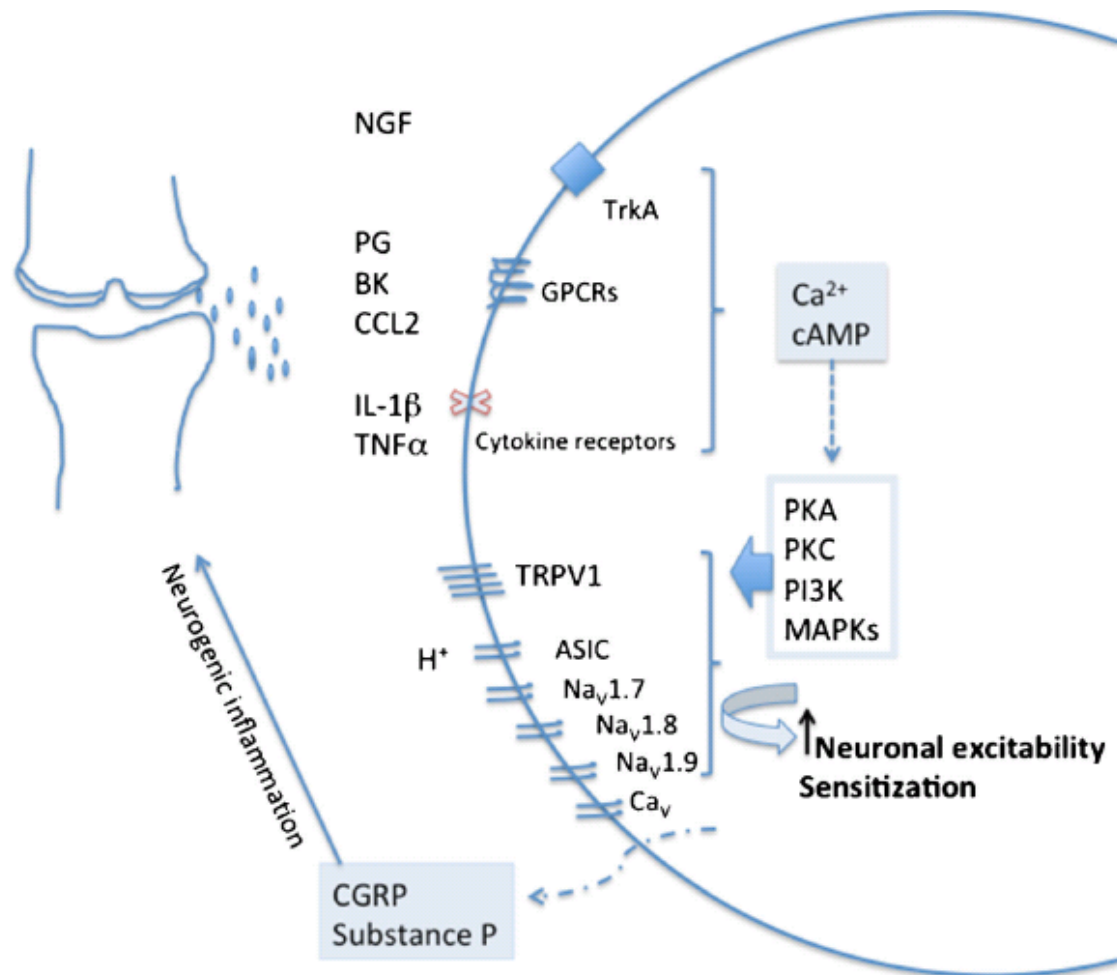 NGF
TrkA
PG
BK
CCL2
GPCRs
Ca²⁺
cAMP
IL-1β
TNFα
Cytokine receptors
PKA
PKC
PI3K
MAPKs
TRPV1
H⁺
ASIC
Naᵥ1.7
Naᵥ1.8
Naᵥ1.9
Caᵥ
↑Neuronal excitability
Sensitization
Neurogenic inflammation
CGRP
Substance P